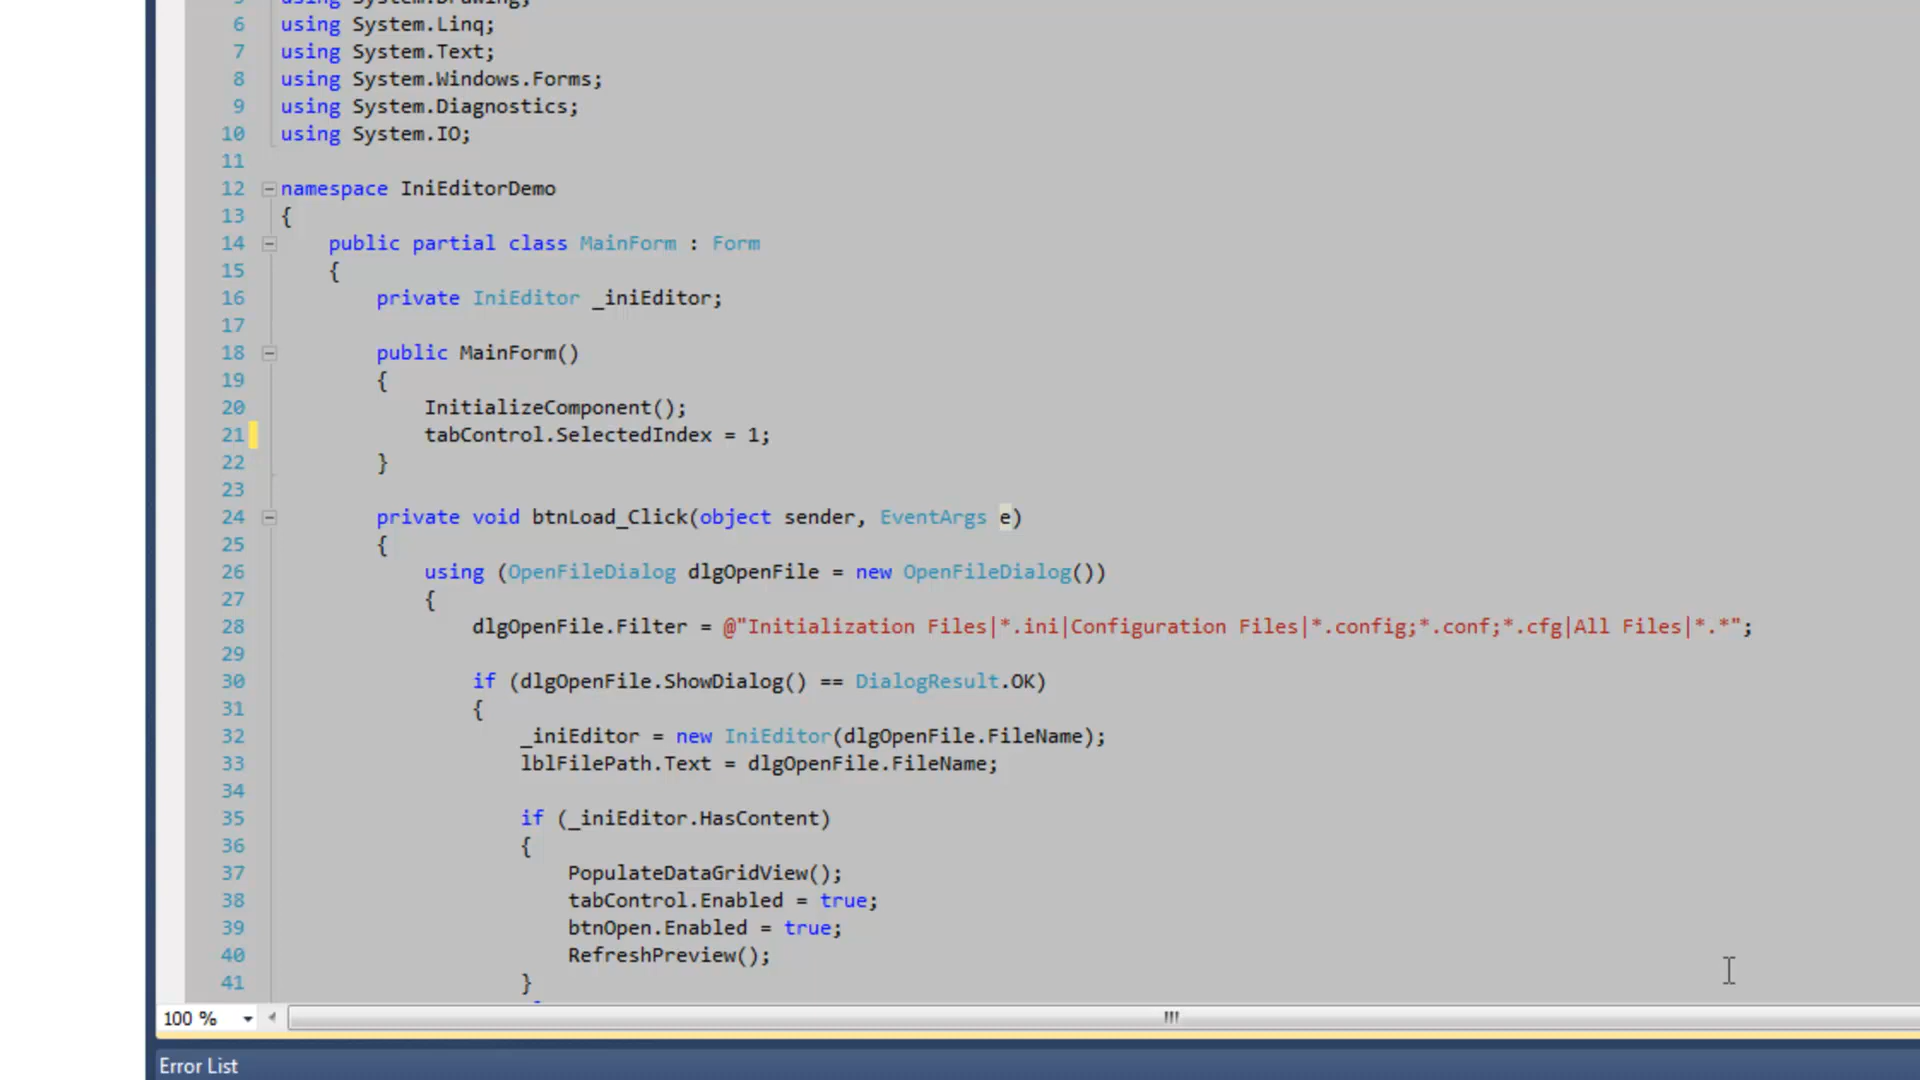 5 using System.Drawing;
6 using System.Linq;
7 using System.Text;
8 using System.Windows.Forms;
9 using System.Diagnostics;
10 using System.IO;
11
12 namespace IniEditorDemo
13 {
14 public partial class MainForm : Form
15 {
16 private IniEditor _iniEditor;
17
18 public MainForm()
19 {
20 InitializeComponent();
21 tabControl.SelectedIndex = 1;
22 }
23
24 private void btnLoad_Click(object sender, EventArgs e)
25 {
26 using (OpenFileDialog dlgOpenFile = new OpenFileDialog())
27 {
28 dlgOpenFile.Filter = @"Initialization Files|*.ini|Configuration Files|*.config;*.conf;*.cfg|All Files|*.*";
29
30 if (dlgOpenFile.ShowDialog() == DialogResult.OK)
31 {
32 _iniEditor = new IniEditor(dlgOpenFile.FileName);
33 lblFilePath.Text = dlgOpenFile.FileName;
34
35 if (_iniEditor.HasContent)
36 {
37 PopulateDataGridView();
38 tabControl.Enabled = true;
39 btnOpen.Enabled = true;
40 RefreshPreview();
41 }
100 %
Error List